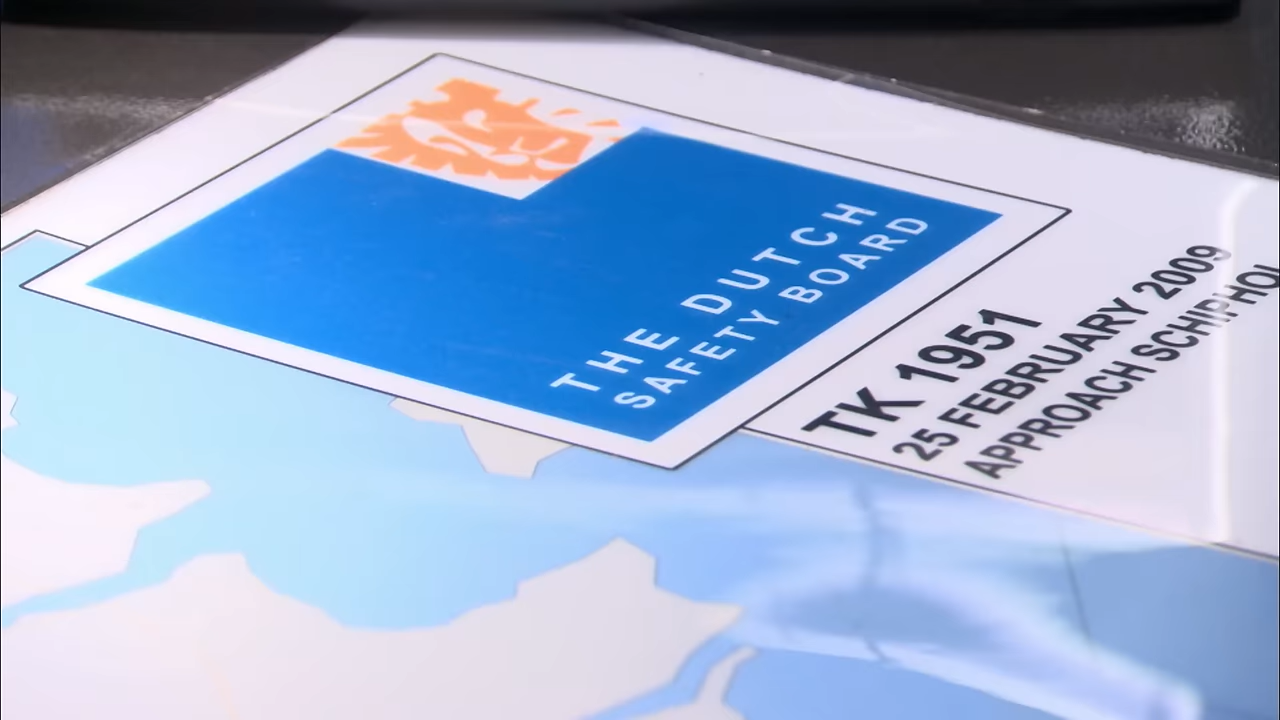 THE DUTCH
SAFETY BOARD
TK 1951
25 FEBRUARY 2009
APPROACH SCHIPHOL